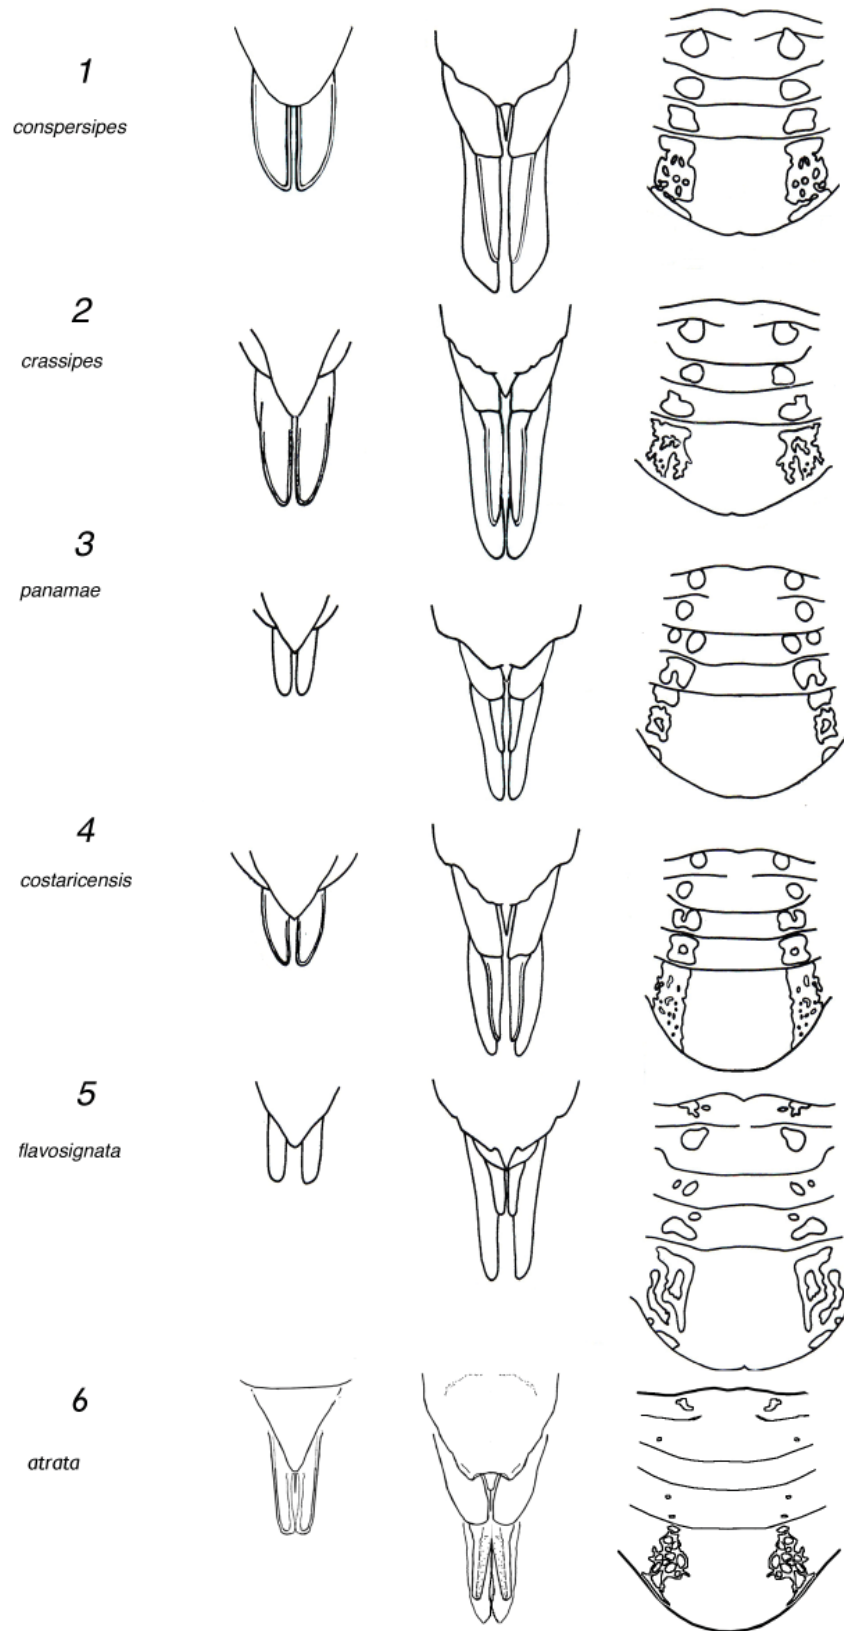 1
conspersipes
2
crassipes
3
panamae
4
costaricensis
5
flavosignata
6
atrata